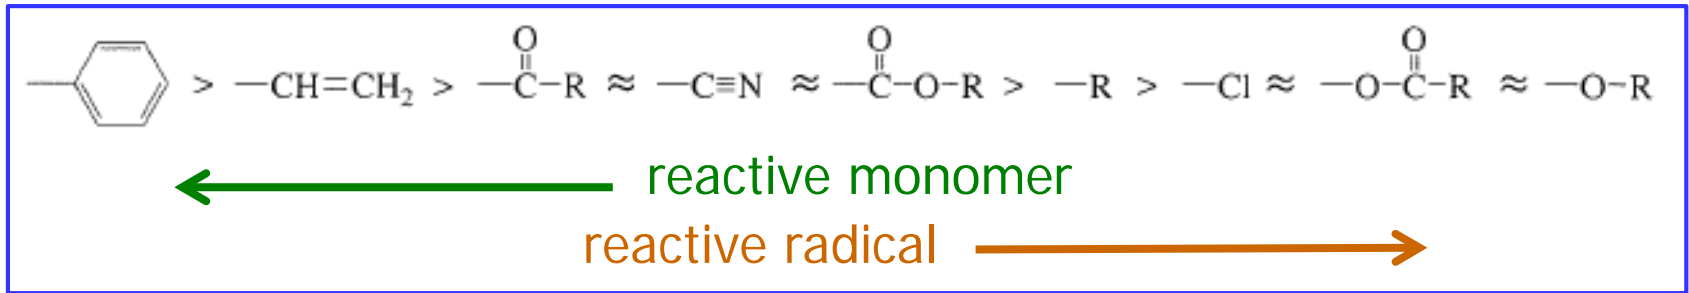 > —CH=CH₂ > —C(=O)—R ≈ —C≡N ≈ —C(=O)—O—R > —R > —Cl ≈ —O—C(=O)—R ≈ —O—R
reactive monomer
reactive radical